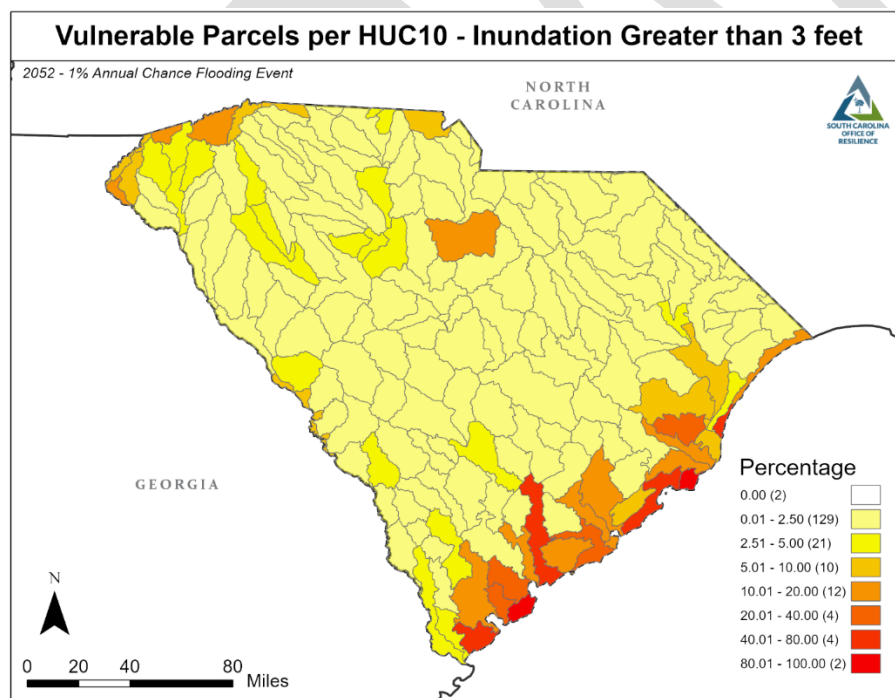 Vulnerable Parcels per HUC10 - Inundation Greater than 3 feet
2052 - 1% Annual Chance Flooding Event
NORTH
CAROLINA
SOUTH CAROLINA
OFFICE OF
RESILIENCE
GEORGIA
Percentage
0.00 (2)
0.01 - 2.50 (129)
2.51 - 5.00 (21)
5.01 - 10.00 (10)
10.01 - 20.00 (12)
20.01 - 40.00 (4)
40.01 - 80.00 (4)
80.01 - 100.00 (2)
N
0 20 40 80
Miles